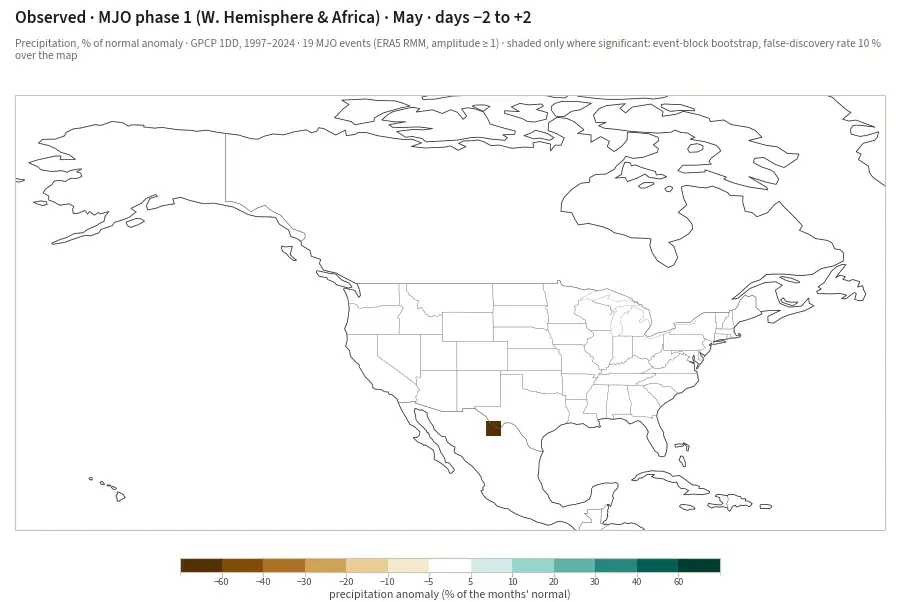 Observed · MJO phase 1 (W. Hemisphere & Africa) · May · days −2 to +2
Precipitation, % of normal anomaly · GPCP 1DD, 1997–2024 · 19 MJO events (ERA5 RMM, amplitude ≥ 1) · shaded only where significant: event-block bootstrap, false-discovery rate 10 %
over the map
−60 −40 −30 −20 −10 −5 5 10 20 30 40 60
precipitation anomaly (% of the months' normal)